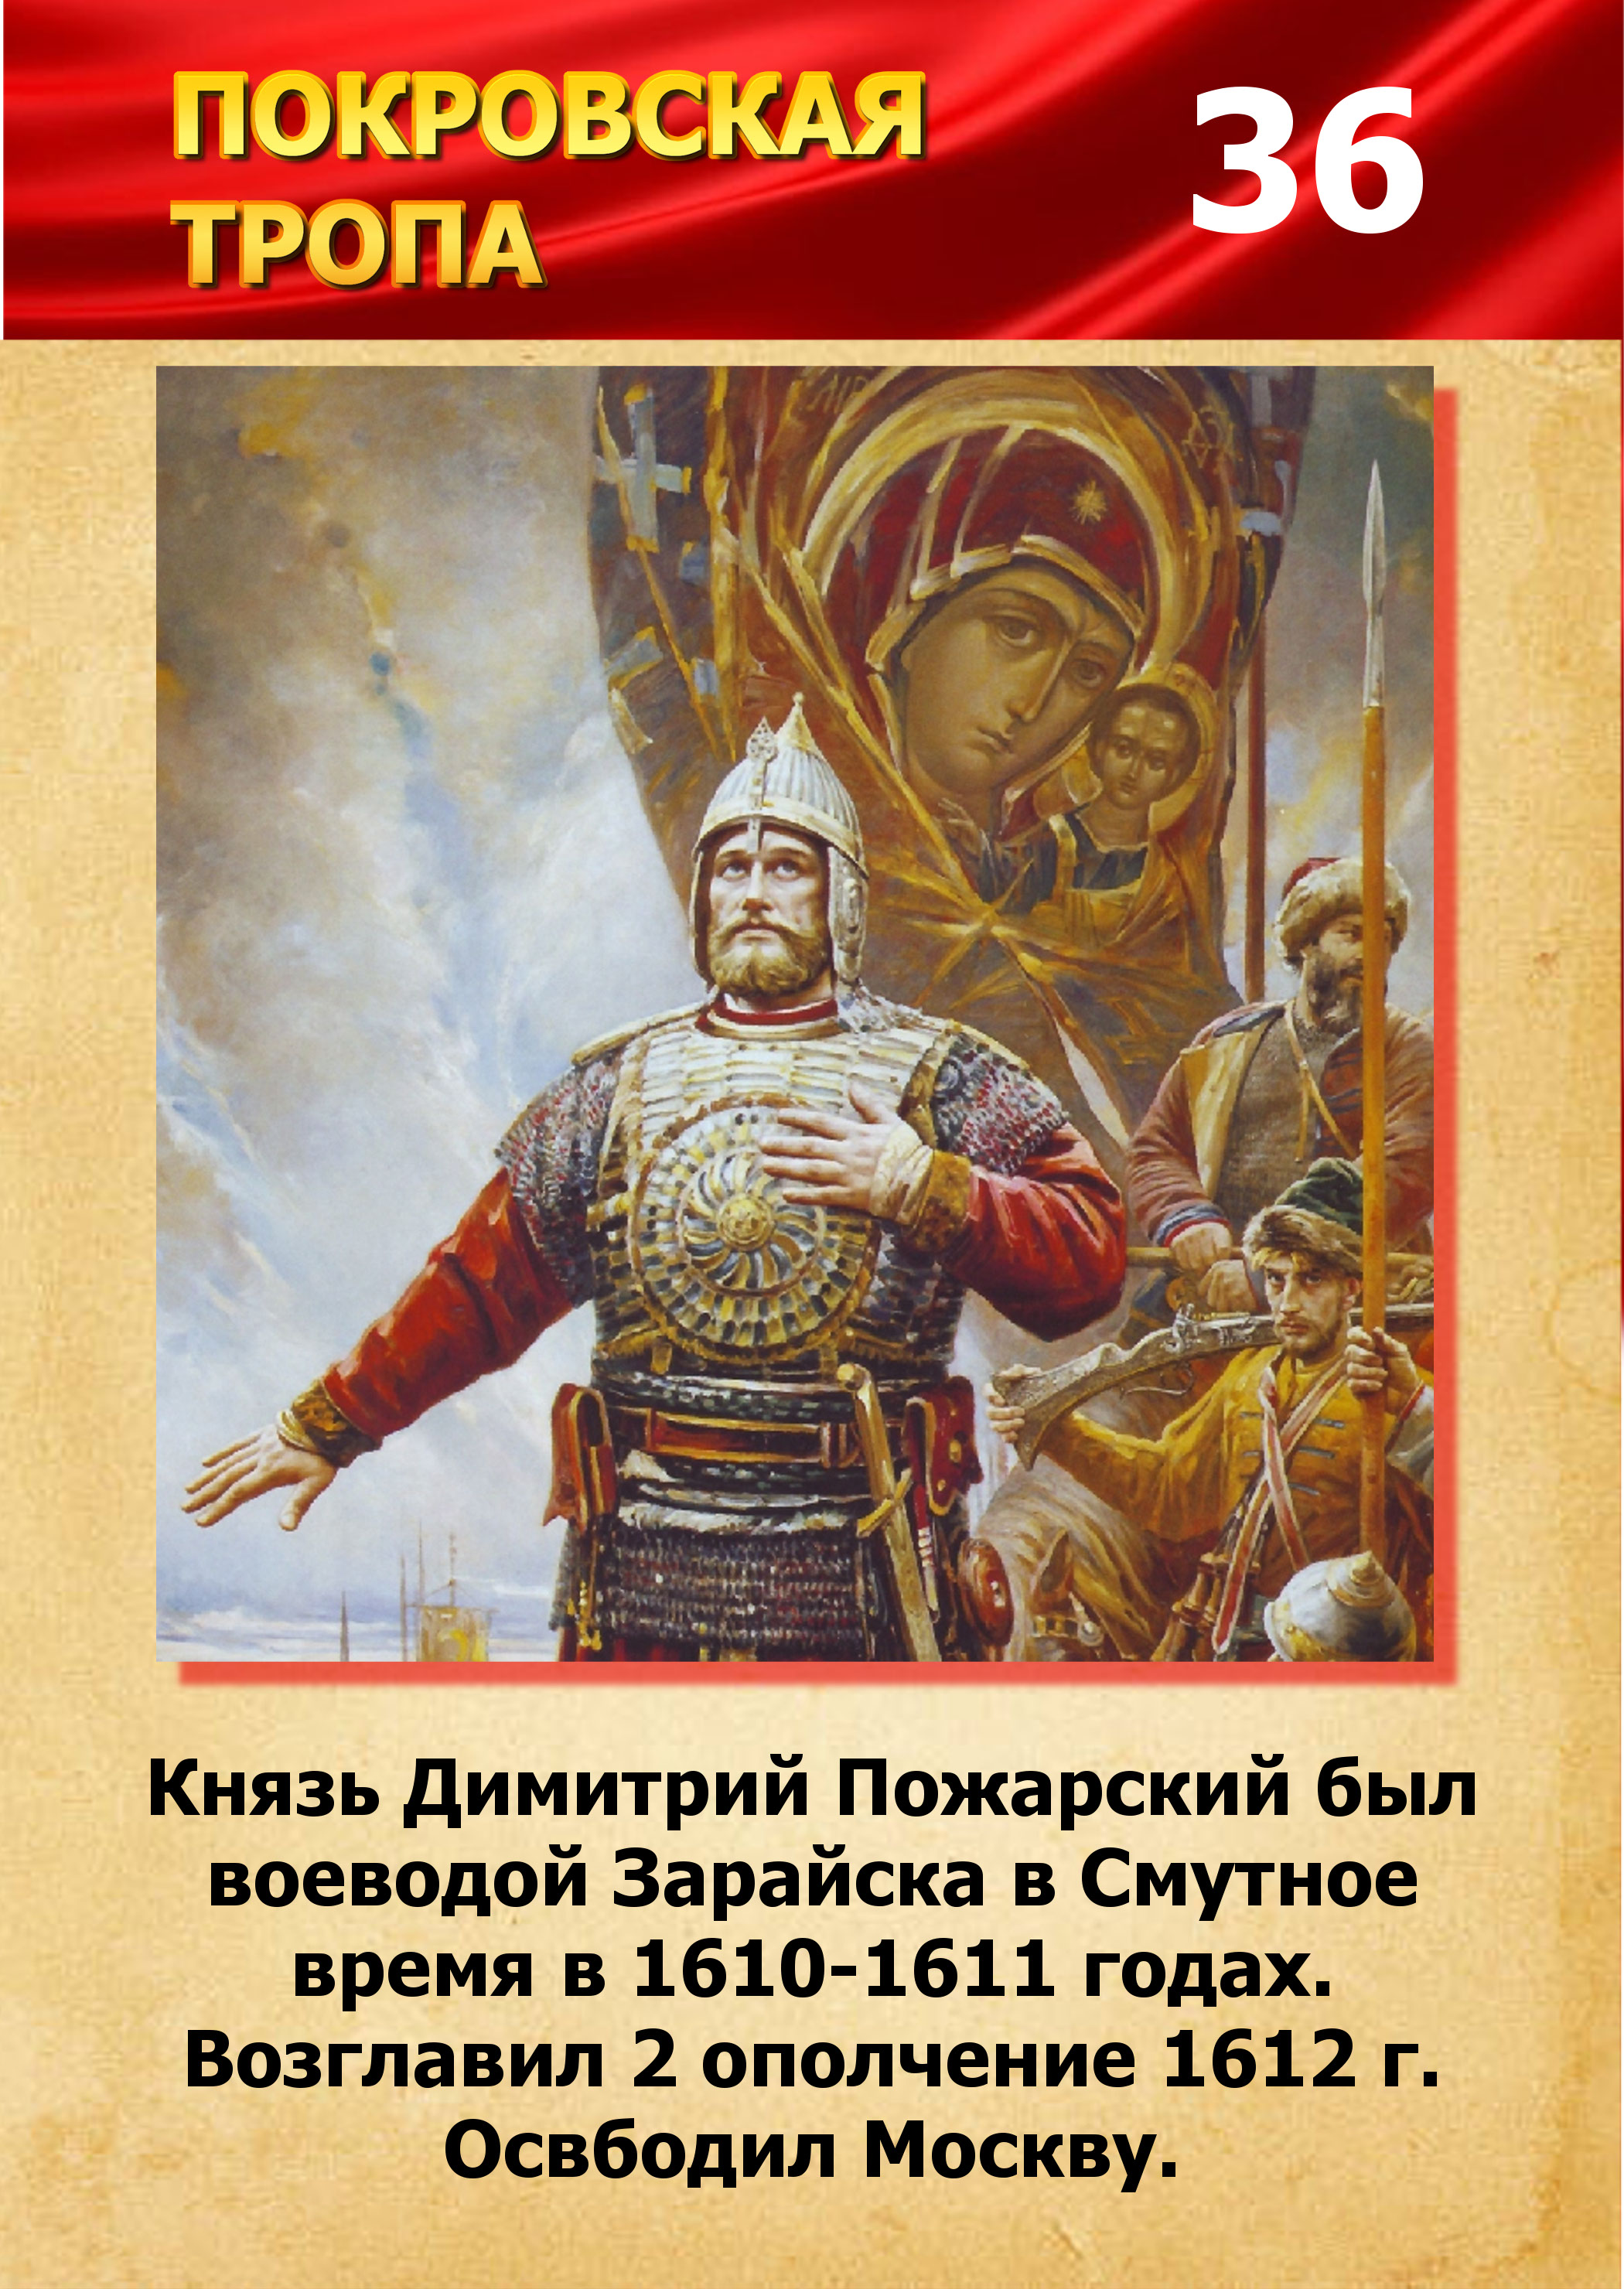 ПОКРОВСКАЯ
ТРОПА
36
Князь Димитрий Пожарский был
воеводой Зарайска в Смутное
время в 1610-1611 годах.
Возглавил 2 ополчение 1612 г.
Освбодил Москву.